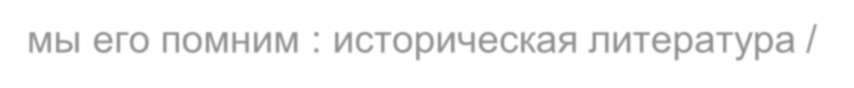 мы его помним : историческая литература /